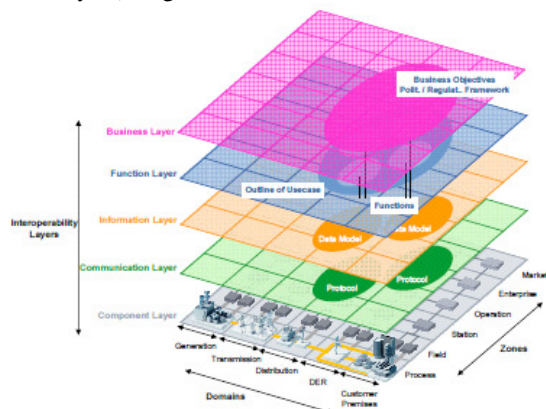 Business Objectives
Polit. / Regulat.. Framework
Business Layer
Function Layer
Outline of Usecase
Functions
Interoperability
Layers
Information Layer
Data Model
Data Model
Communication Layer
Protocol
Protocol
Component Layer
Market
Enterprise
Operation
Station
Field
Process
Zones
Generation
Transmission
Distribution
DER
Customer
Premises
Domains